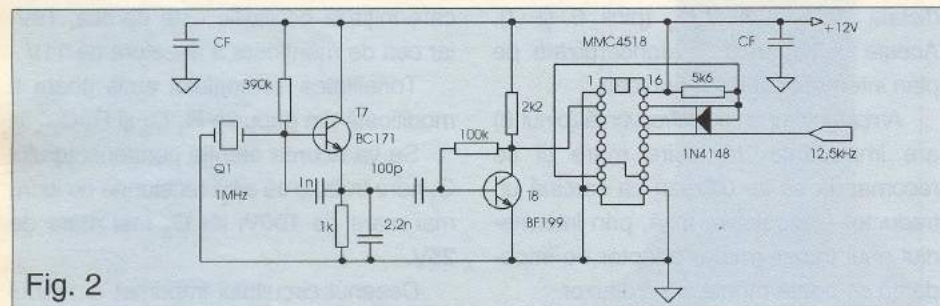 CF
MMC4518
CF
+12V
390k
T7
BC171
2k2
1
16
5k6
1N4148
12,5kHz
100k
100p
Q1
1MHz
1n
1k
2,2n
T8
BF199
Fig. 2